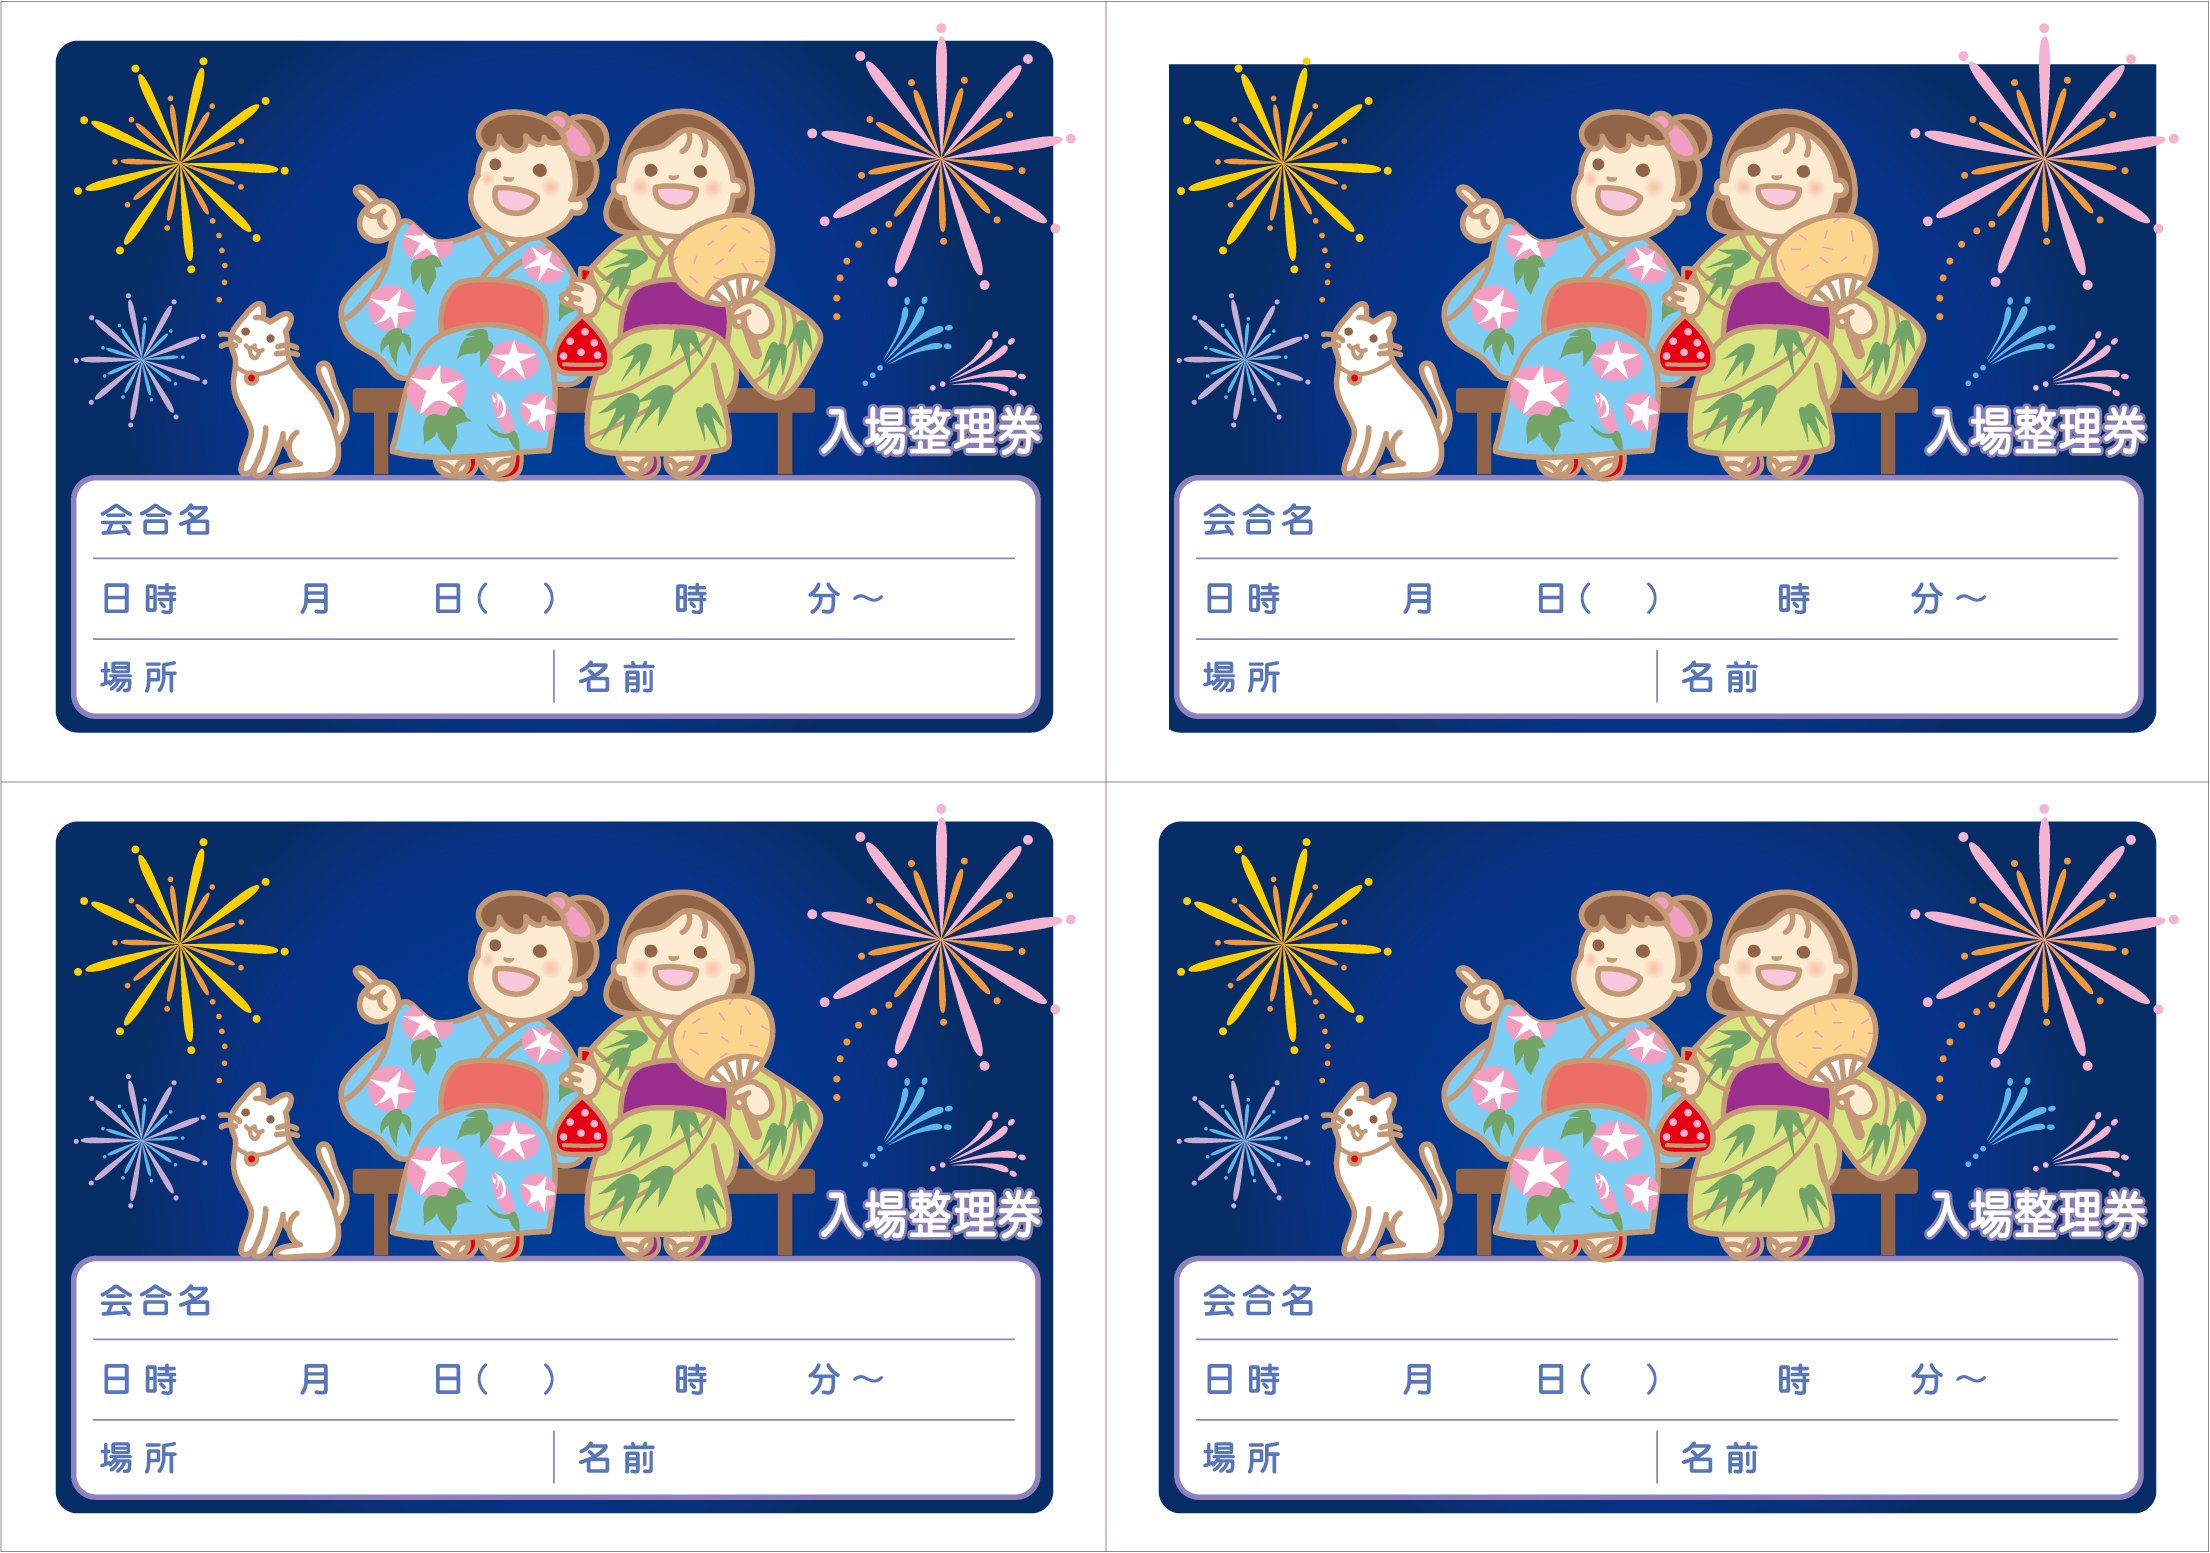 入場整理券
会合名
日時　月　日(　)　時　分〜
場所　名前
入場整理券
会合名
日時　月　日(　)　時　分〜
場所　名前
入場整理券
会合名
日時　月　日(　)　時　分〜
場所　名前
入場整理券
会合名
日時　月　日(　)　時　分〜
場所　名前